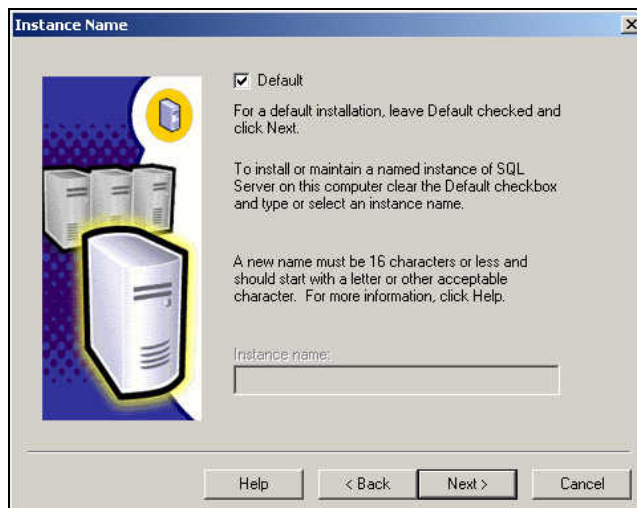 Instance Name
Default
For a default installation, leave Default checked and
click Next.
To install or maintain a named instance of SQL
Server on this computer clear the Default checkbox
and type or select an instance name.
A new name must be 16 characters or less and
should start with a letter or other acceptable
character. For more information, click Help.
Instance name:
Help
< Back
Next >
Cancel